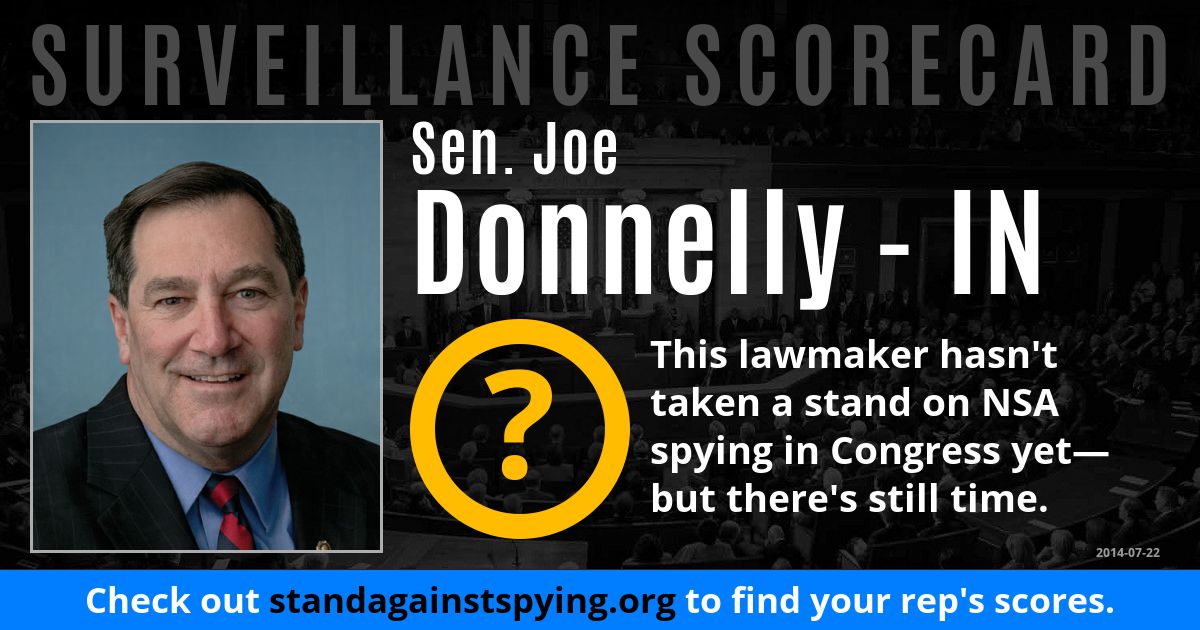 SURVEILLANCE SCORECARD
Sen. Joe
Donnelly - IN
?
This lawmaker hasn't
taken a stand on NSA
spying in Congress yet—
but there's still time.
2014-07-22
Check out standagainstspying.org to find your rep's scores.